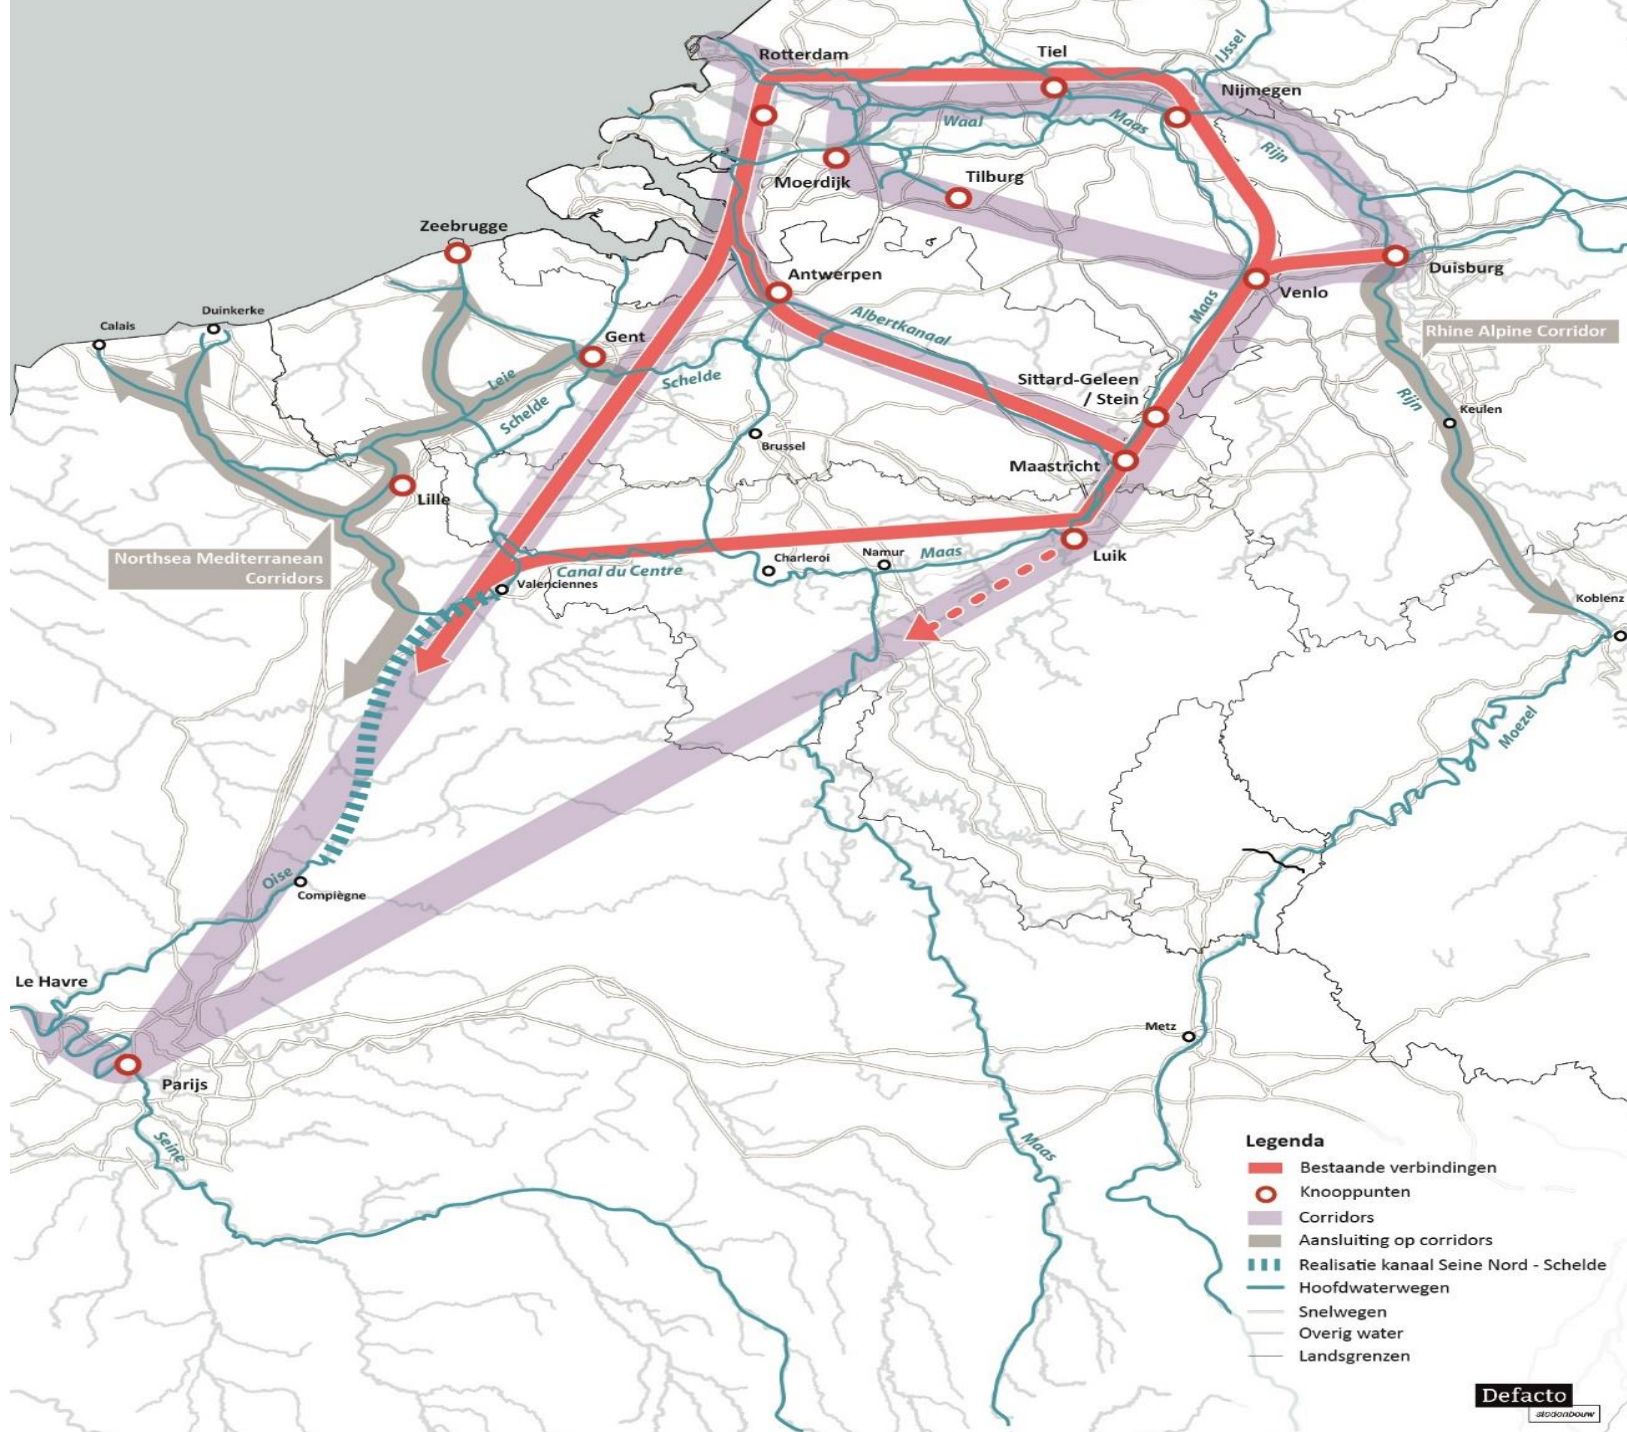 Rotterdam
Tiel
IJssel
Nijmegen
Waal
Maas
Rijn
Moerdijk
Tilburg
Zeebrugge
Antwerpen
Duisburg
Venlo
Duinkerke
Calais
Gent
Albertkanaal
Maas
Rhine Alpine Corridor
Leie
Schelde
Schelde
Sittard-Geleen
/ Stein
Rijn
Keulen
Brussel
Maastricht
Lille
Northsea Mediterranean
Corridors
Canal du Centre
Charleroi
Namur
Maas
Luik
Valenciennes
Koblenz
Moezel
Oise
Compiègne
Le Havre
Metz
Parijs
Seine
Maas
Legenda
Bestaande verbindingen
Knooppunten
Corridors
Aansluiting op corridors
Realisatie kanaal Seine Nord - Schelde
Hoofdwaterwegen
Snelwegen
Overig water
Landsgrenzen
Defacto
stedenbouw